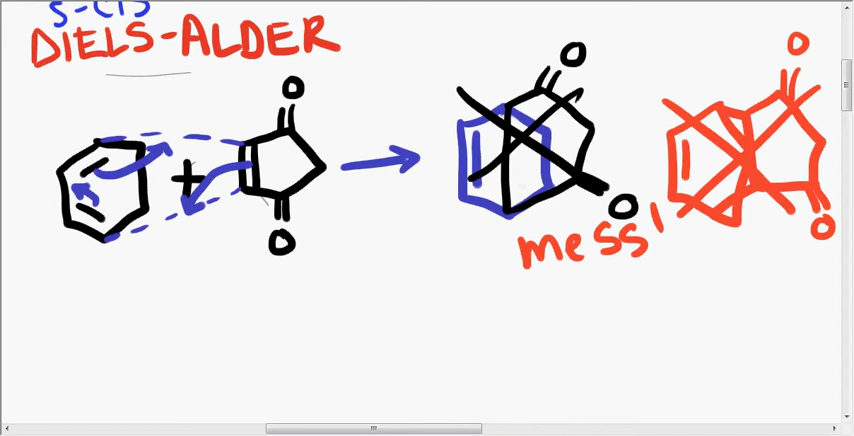 S-CIS
DIELS-ALDER
O
O
O
O
+
O
O
mess!